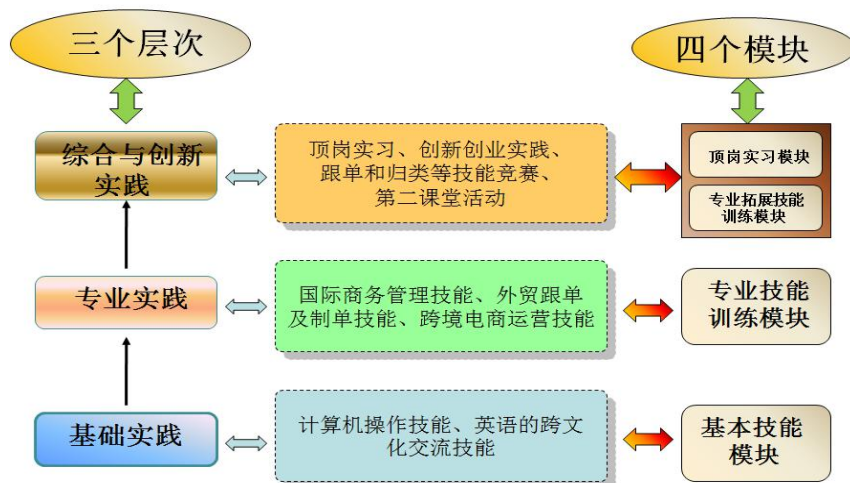 三个层次
四个模块
综合与创新
实践
顶岗实习、创新创业实践、
跟单和归类等技能竞赛、
第二课堂活动
顶岗实习模块
专业拓展技能
训练模块
专业实践
国际商务管理技能、外贸跟单
及制单技能、跨境电商运营技能
专业技能
训练模块
基础实践
计算机操作技能、英语的跨文
化交流技能
基本技能
模块